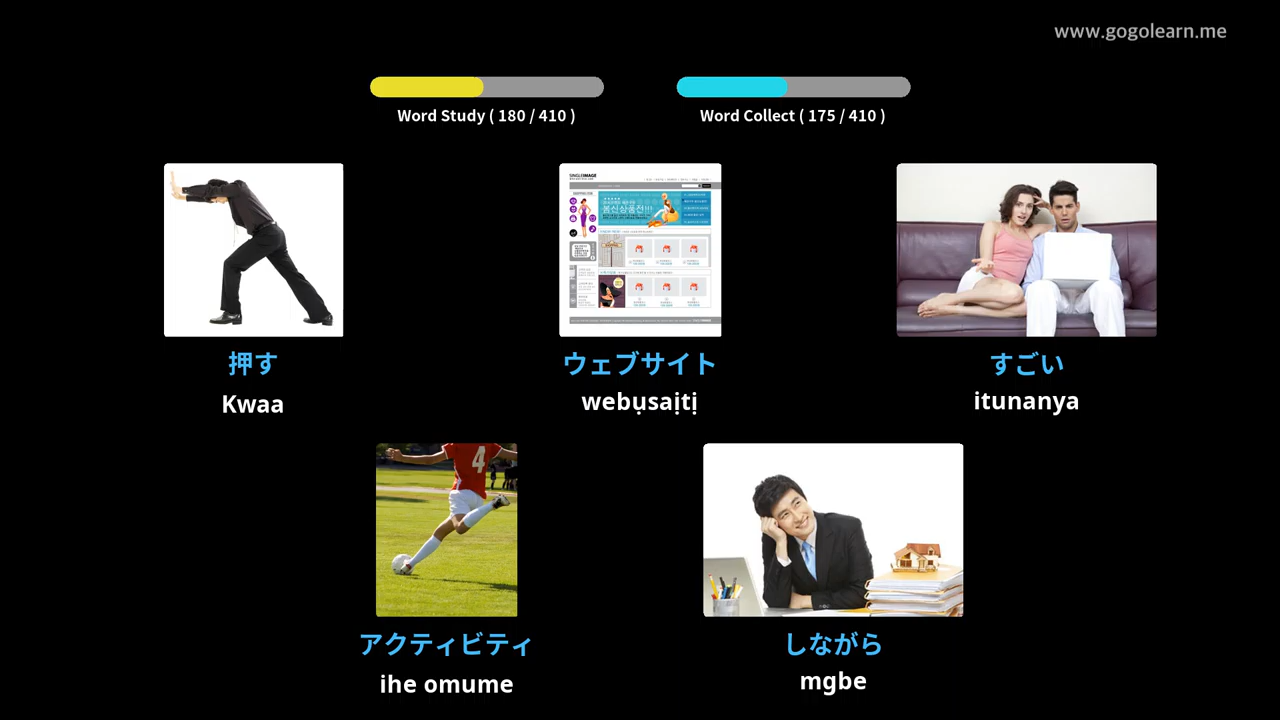 www.gogolearn.me
Word Study ( 180 / 410 )
Word Collect ( 175 / 410 )
押す
Kwaa
ウェブサイト
webụsaịtị
すごい
itunanya
4
アクティビティ
ihe omume
しながら
mgbe